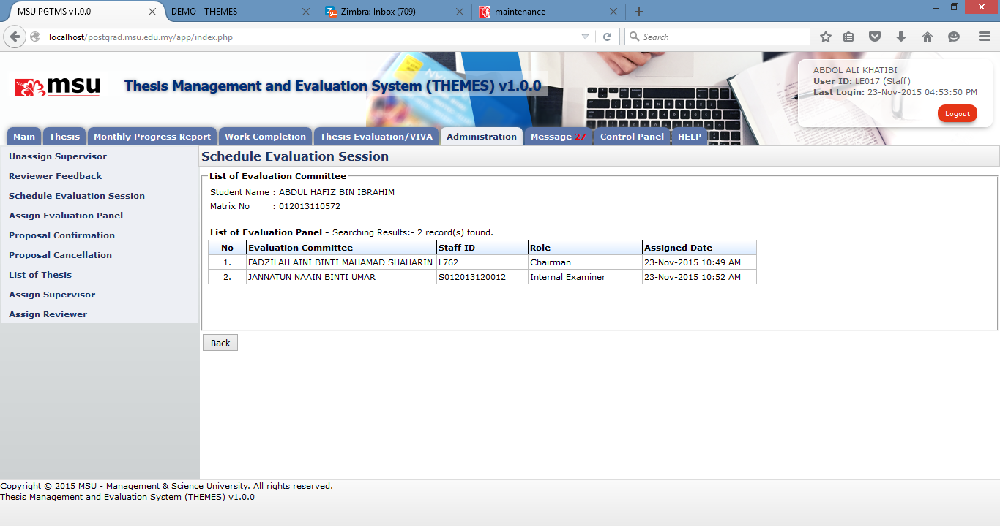 MSU PGTMS v1.0.0
DEMO - THEMES
Zimbra: Inbox (709)
maintenance
localhost/postgrad.msu.edu.my/app/index.php
Search
msu
Thesis Management and Evaluation System (THEMES) v1.0.0
ABDOL ALI KHATIBI
User ID: LE017 (Staff)
Last Login: 23-Nov-2015 04:53:50 PM
Logout
Main Thesis Monthly Progress Report Work Completion Thesis Evaluation/VIVA Administration Message 27 Control Panel HELP
Unassign Supervisor
Reviewer Feedback
Schedule Evaluation Session
Assign Evaluation Panel
Proposal Confirmation
Proposal Cancellation
List of Thesis
Assign Supervisor
Assign Reviewer
Schedule Evaluation Session
List of Evaluation Committee
Student Name : ABDUL HAFIZ BIN IBRAHIM
Matrix No : 012013110572
List of Evaluation Panel - Searching Results:- 2 record(s) found.
No Evaluation Committee Staff ID Role Assigned Date
1. FADZILAH AINI BINTI MAHAMAD SHAHARIN L762 Chairman 23-Nov-2015 10:49 AM
2. JANNATUN NAAIN BINTI UMAR S012013120012 Internal Examiner 23-Nov-2015 10:52 AM
Back
Copyright © 2015 MSU - Management & Science University. All rights reserved.
Thesis Management and Evaluation System (THEMES) v1.0.0